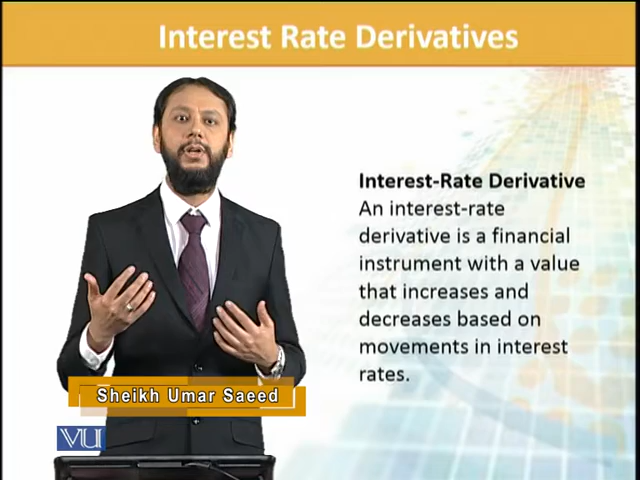 Interest Rate Derivatives
Interest-Rate Derivative
An interest-rate
derivative is a financial
instrument with a value
that increases and
decreases based on
movements in interest
rates.
Sheikh Umar Saeed
VU